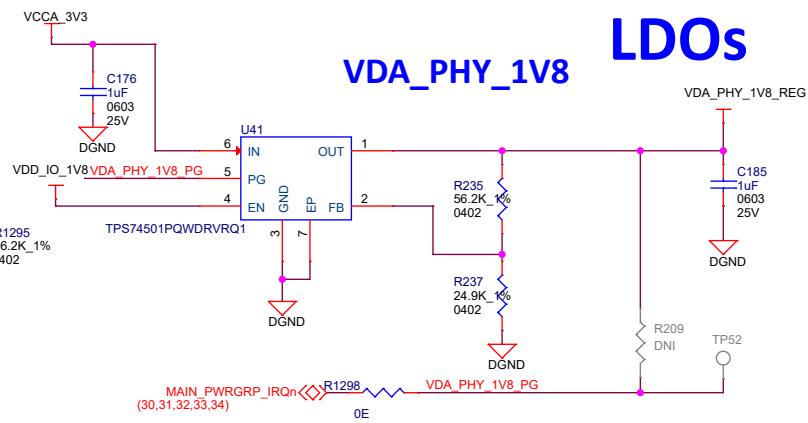 LDOs
VDA_PHY_1V8
VCCA_3V3
C176
1uF
0603
25V
DGND
U41
6 IN OUT 1
5 PG
4 EN GND EP FB 2
3 7
TPS74501PQWDRVRQ1
VDD_IO_1V8
VDA_PHY_1V8_PG
R1295
6.2K_1%
402
DGND
R235
56.2K_1%
0402
R237
24.9K_1%
0402
DGND
VDA_PHY_1V8_REG
C185
1uF
0603
25V
DGND
R209
DNI
TP52
MAIN_PWRGRP_IRQn
(30,31,32,33,34)
R1298
0E
VDA_PHY_1V8_PG